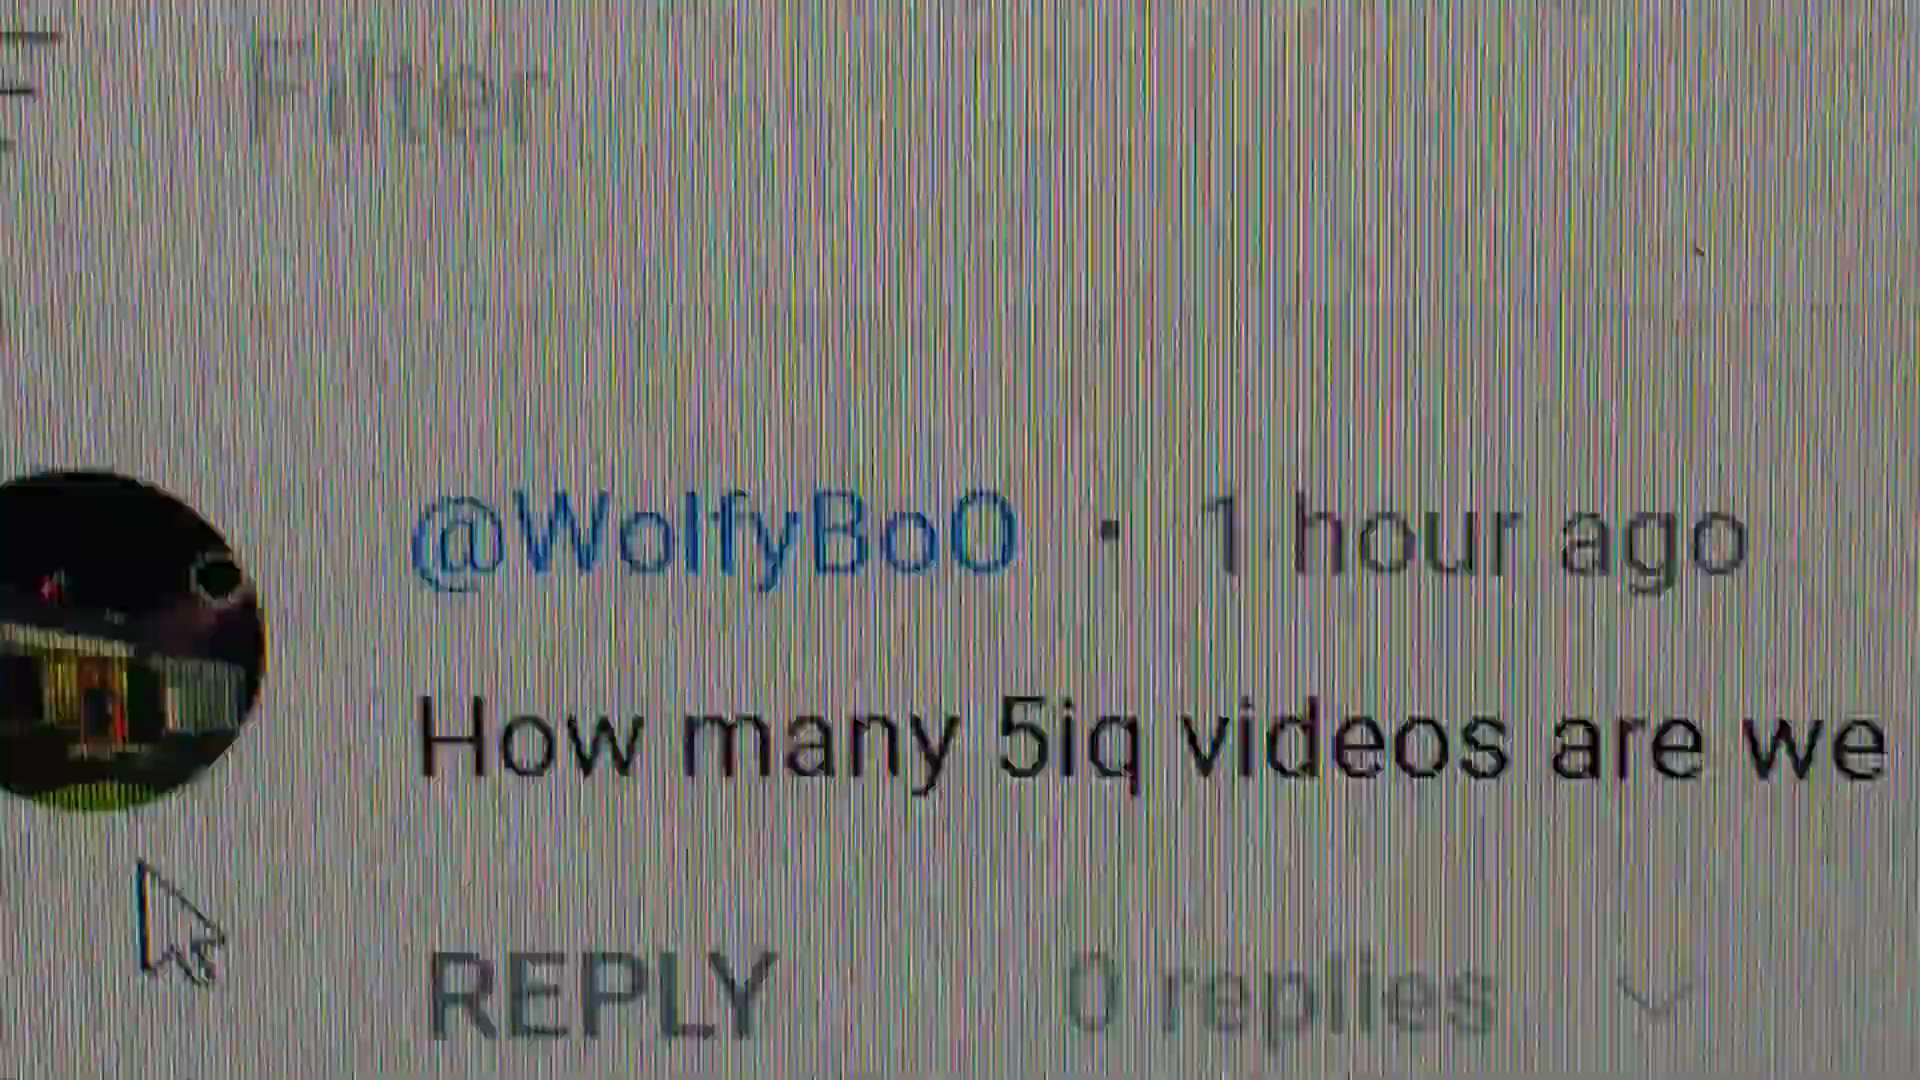 Filter
@WolfyBoO · 1 hour ago
How many 5iq videos are we
REPLY 0 replies